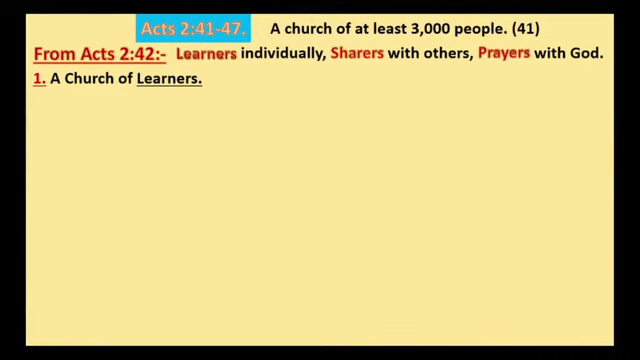 Acts 2:41-47. A church of at least 3,000 people. (41)
From Acts 2:42:- Learners individually, Sharers with others, Prayers with God.
1. A Church of Learners.